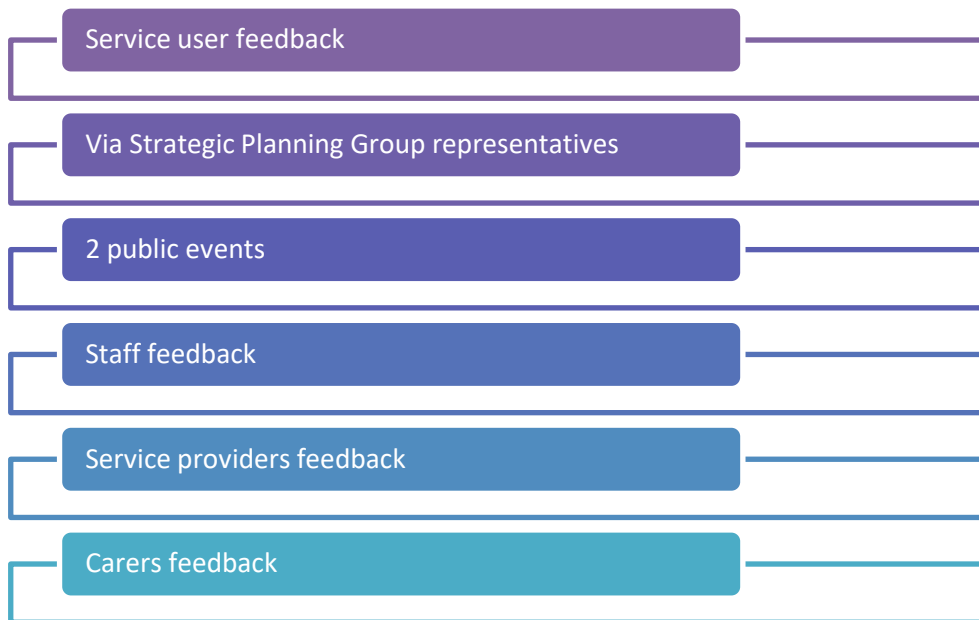 Service user feedback
Via Strategic Planning Group representatives
2 public events
Staff feedback
Service providers feedback
Carers feedback